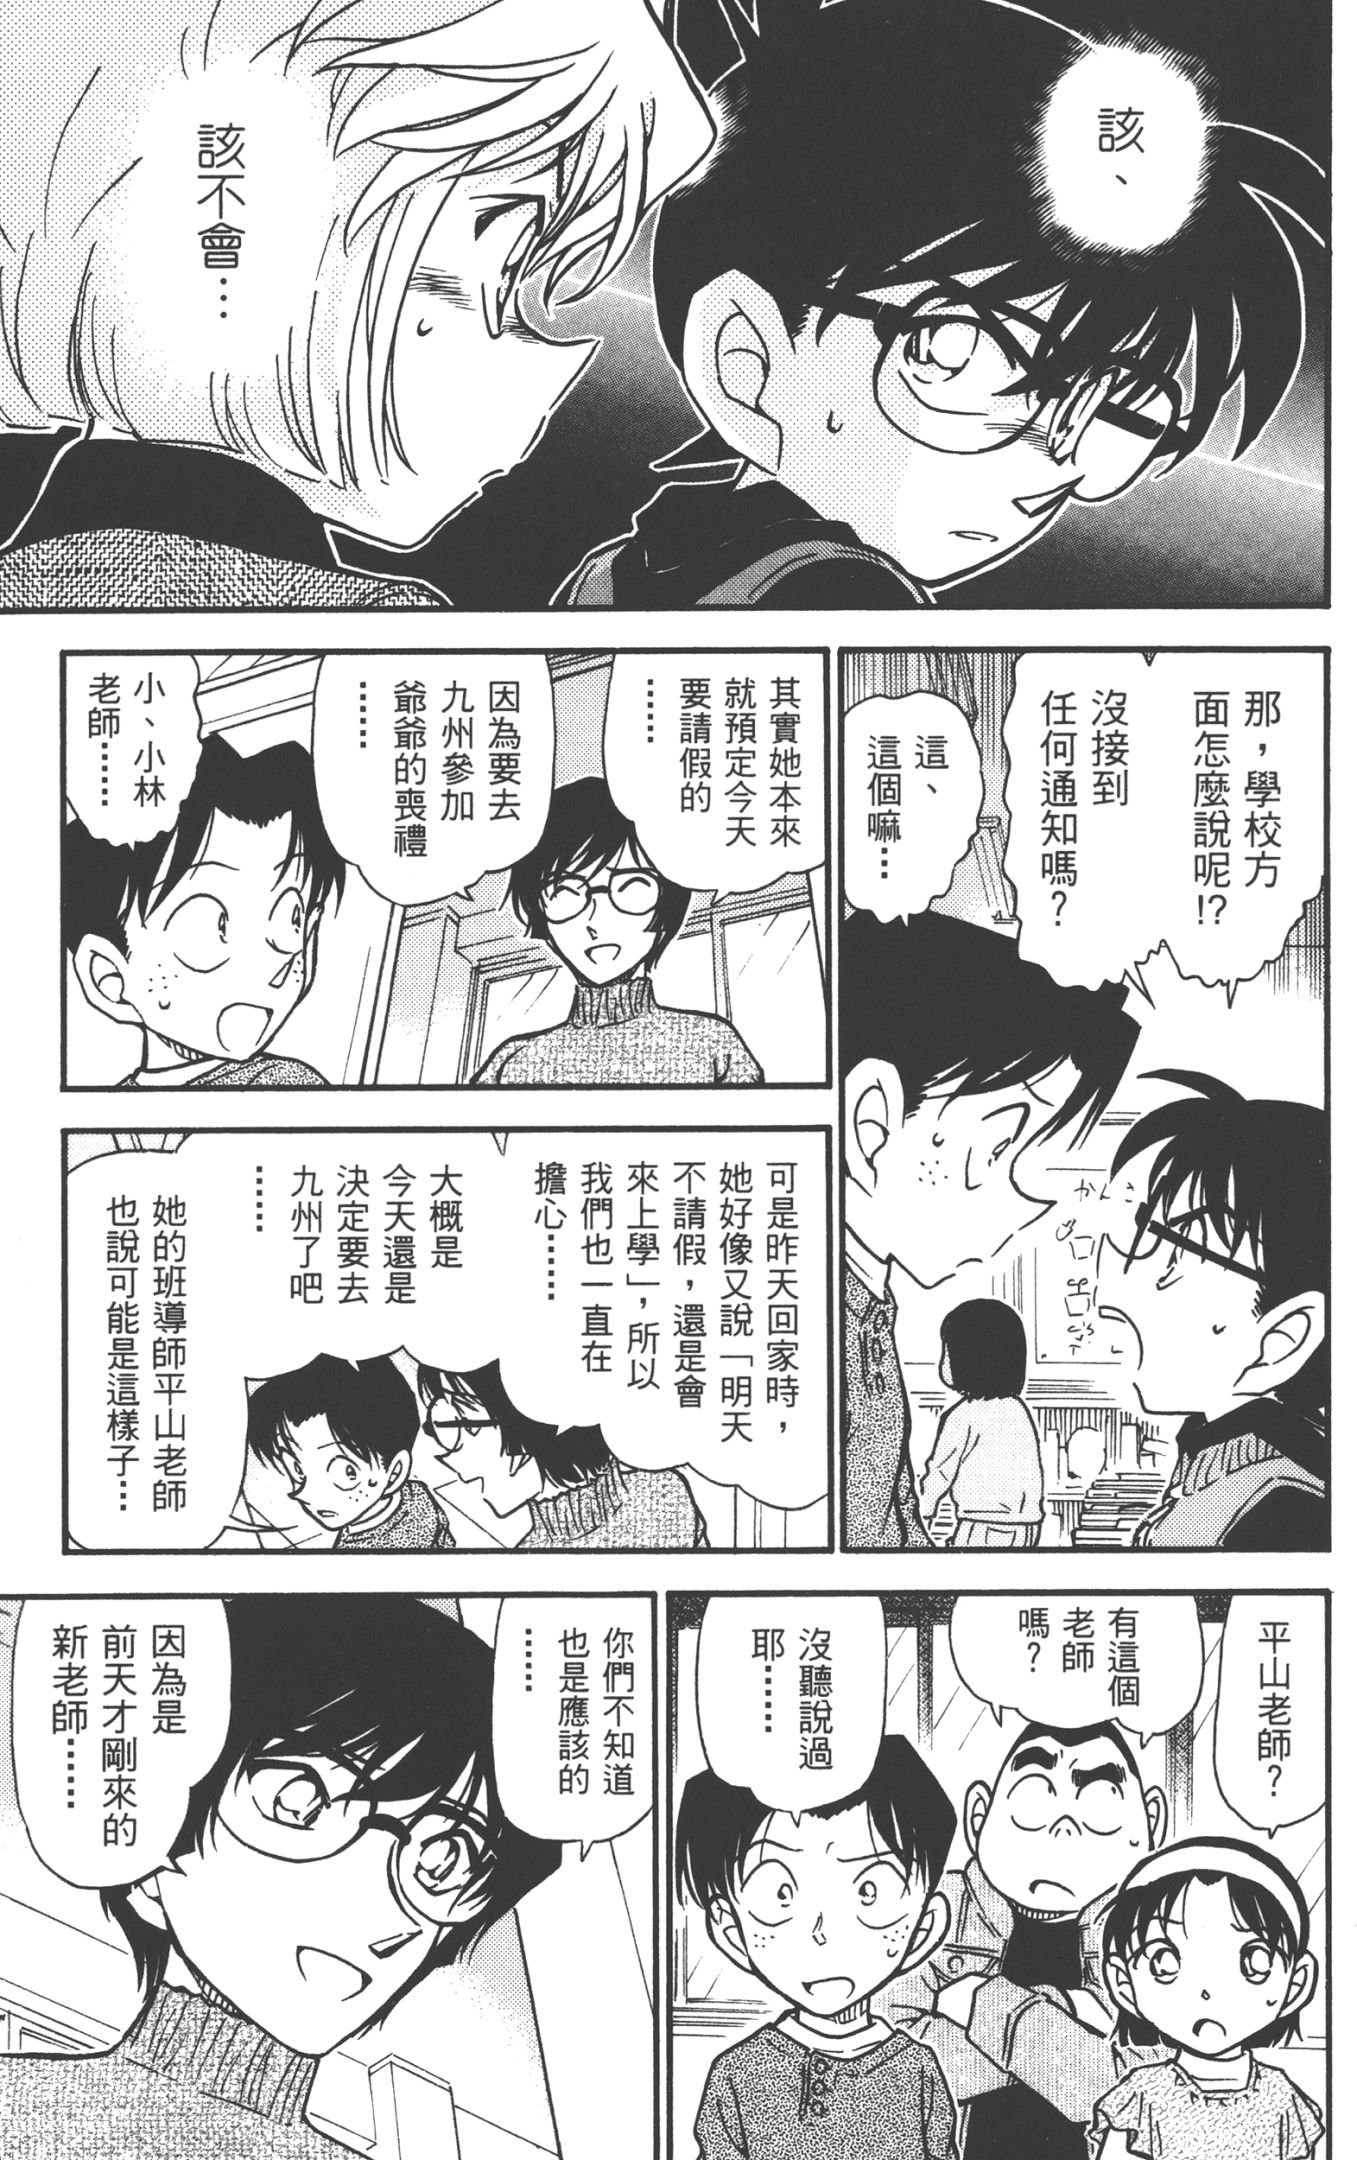 該、
該不會…
那，學校方
面怎麼說呢!?
沒接到
任何通知嗎？
這、
這個嘛…
其實她本來
就預定今天
要請假的
……
因為要去
九州參加
爺爺的喪禮
……
小、小林
老師……
かんさ
可是昨天回家時，
她好像又說「明天
不請假，還是會
來上學」，所以
我們也一直在
擔心……
大概是
今天還是
決定要去
九州了吧
……
她的班導師平山老師
也說可能是這樣子…
平山老師？
有這個
老師
嗎？
沒聽說過
耶……
你們不知道
也是應該的
……
因為是
前天才剛來的
新老師……